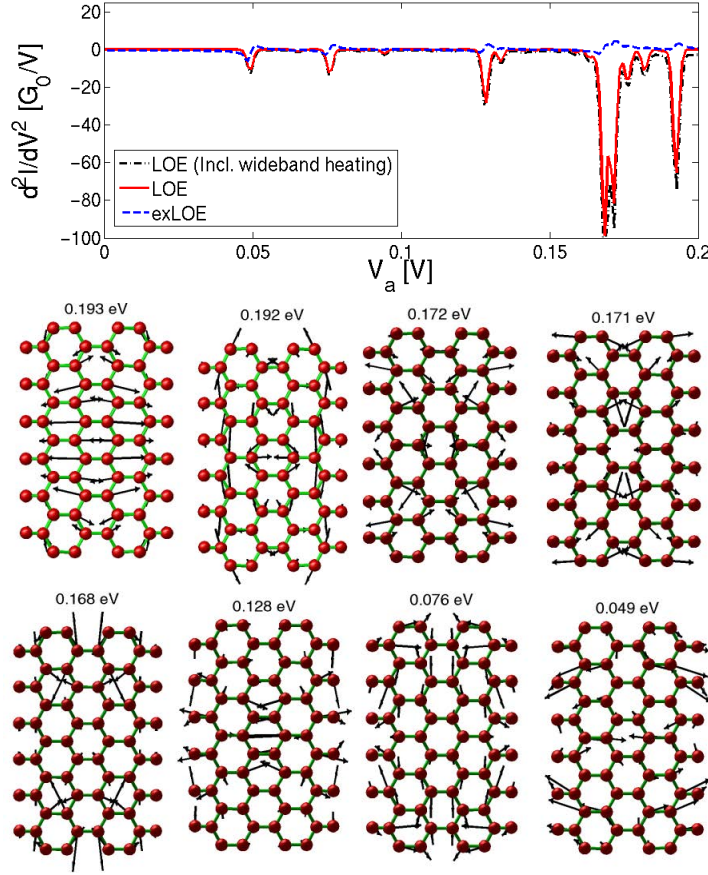 d²I/dV² [G₀/V]
20
0
−20
−40
−60
−80
−100
LOE (Incl. wideband heating)
LOE
exLOE
0 0.05 0.1 0.15 0.2
Vₐ [V]
0.193 eV 0.192 eV 0.172 eV 0.171 eV
0.168 eV 0.128 eV 0.076 eV 0.049 eV